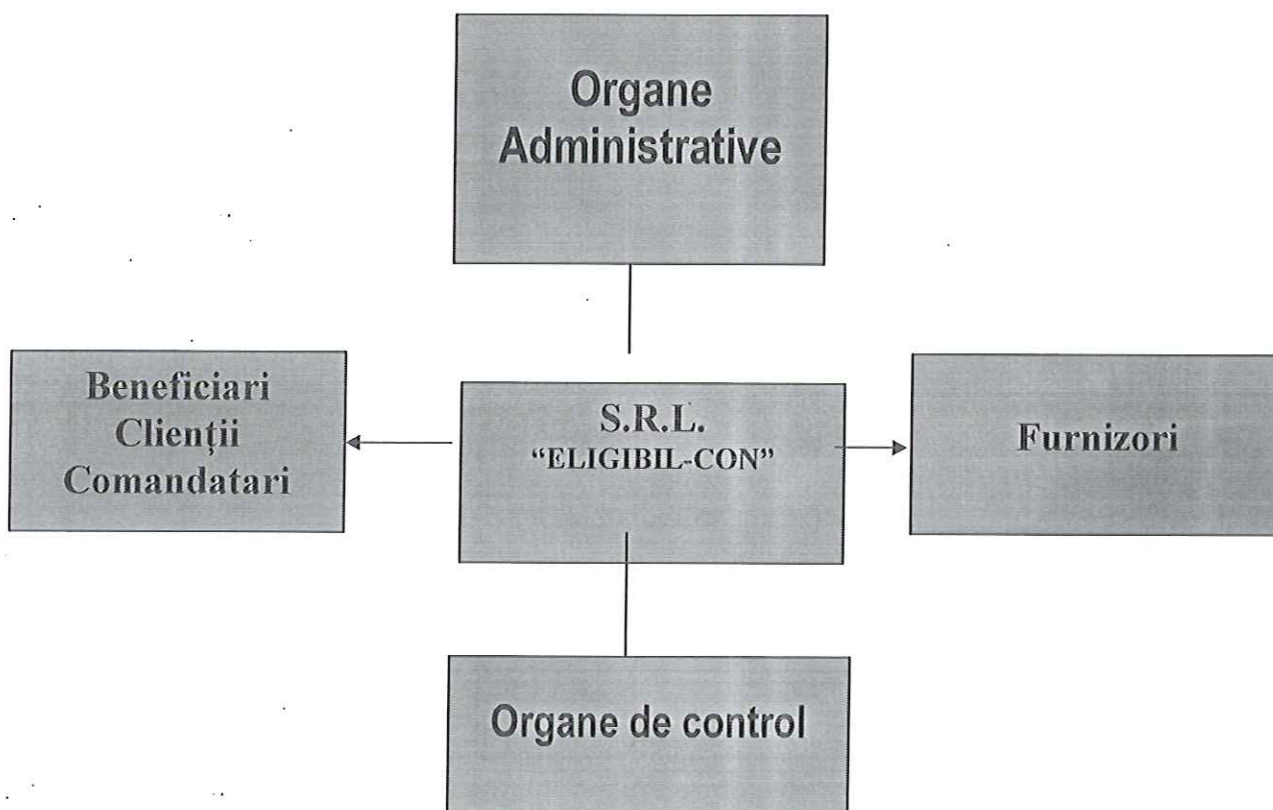 Organe
Administrative
Beneficiari
Clienții
Comandatari
S.R.L.
“ELIGIBIL-CON”
Furnizori
Organe de control